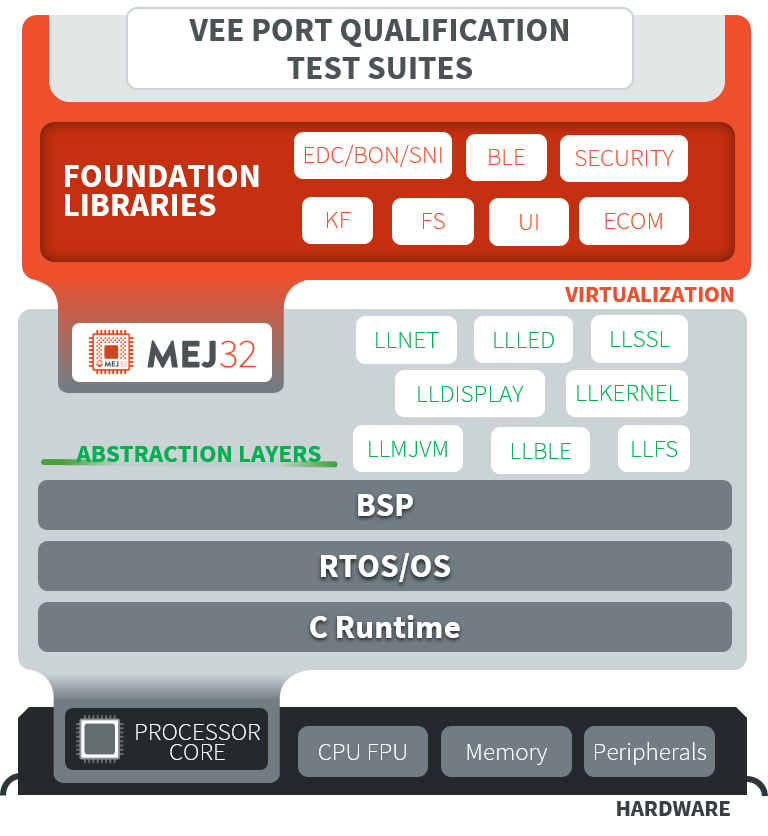 VEE PORT QUALIFICATION
TEST SUITES
FOUNDATION
LIBRARIES
EDC/BON/SNI
BLE
SECURITY
KF
FS
UI
ECOM
VIRTUALIZATION
MEJ32
MEJ32
LLNET
LLLED
LLSSL
LLDISPLAY
LLKERNEL
ABSTRACTION LAYERS
LLMJVM
LLBLE
LLFS
BSP
RTOS/OS
C Runtime
PROCESSOR
CORE
CPU FPU
Memory
Peripherals
HARDWARE